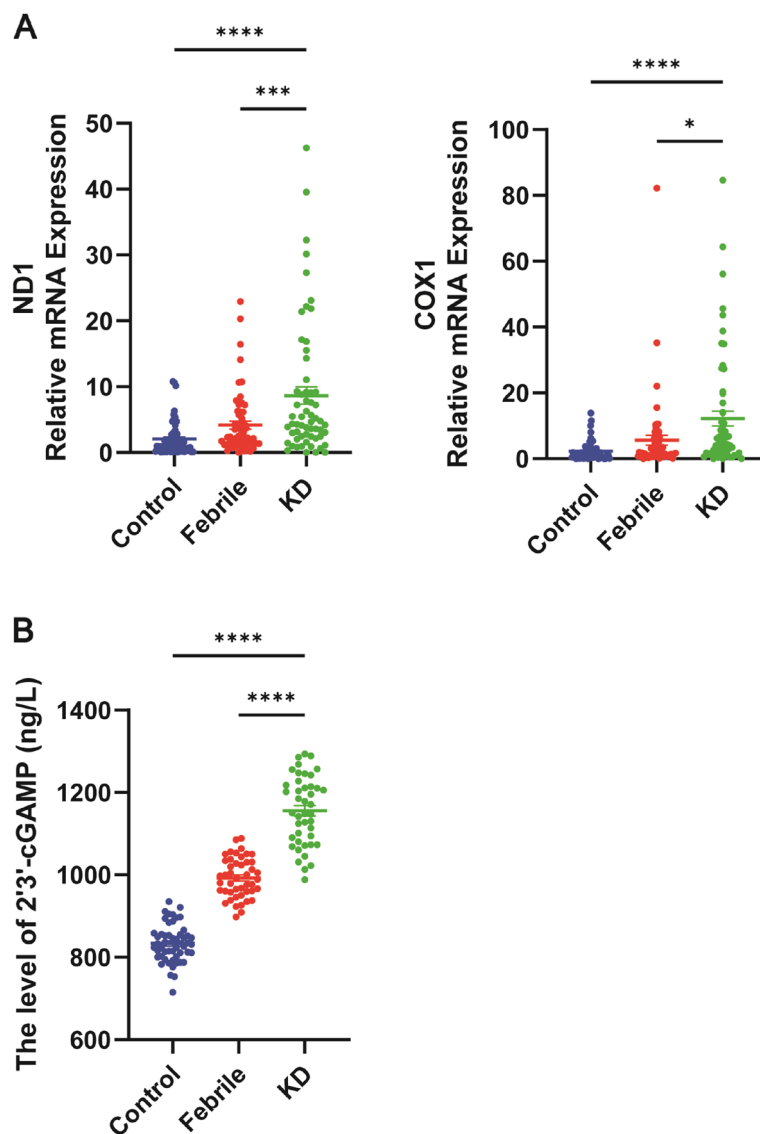 A
****
***
50
40
30
20
10
0
ND1
Relative mRNA Expression
Control
Febrile
KD
****
*
100
80
60
40
20
0
COX1
Relative mRNA Expression
Control
Febrile
KD
B
****
****
1400
1200
1000
800
600
The level of 2'3'-cGAMP (ng/L)
Control
Febrile
KD